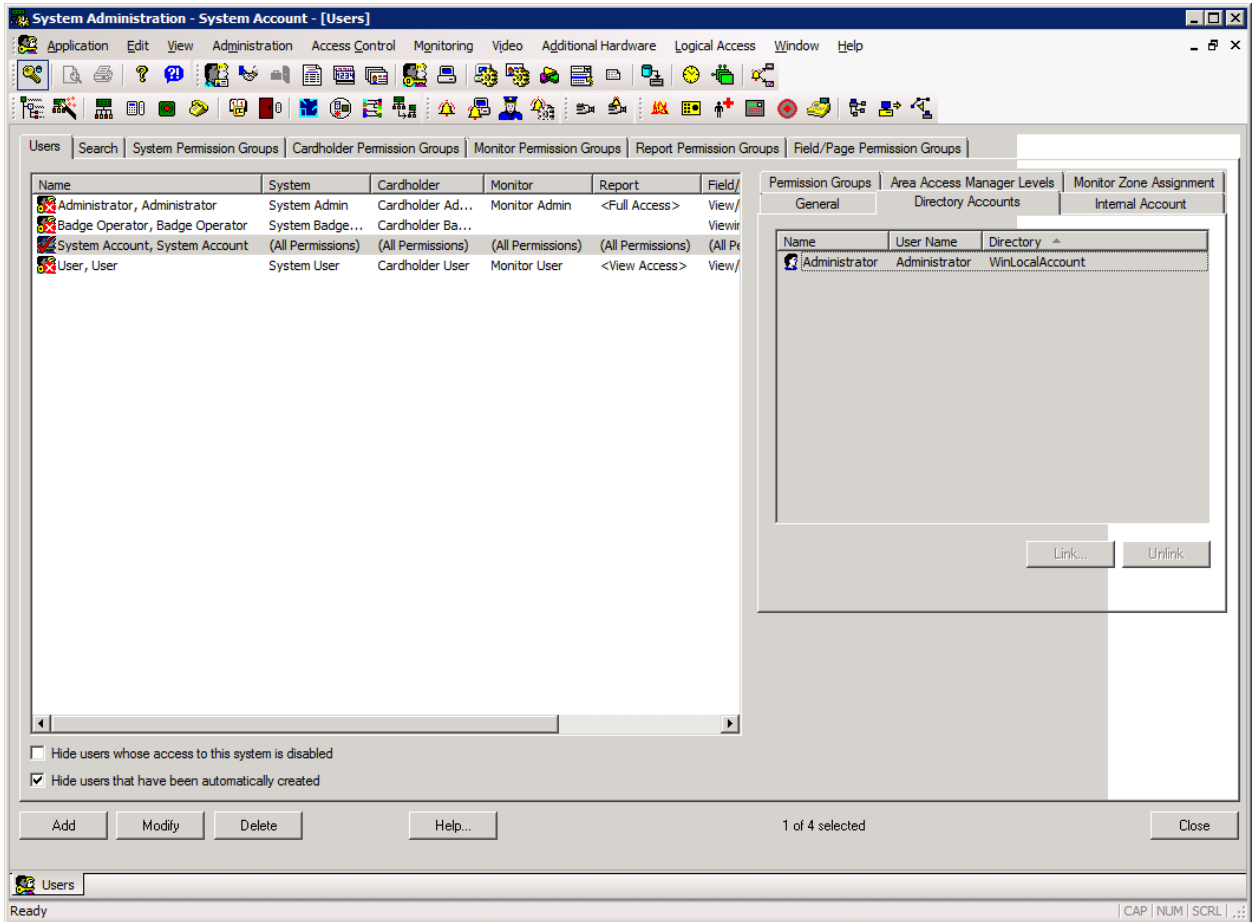 System Administration - System Account - [Users]
Application Edit View Administration Access Control Monitoring Video Additional Hardware Logical Access Window Help
Users Search System Permission Groups Cardholder Permission Groups Monitor Permission Groups Report Permission Groups Field/Page Permission Groups
Name System Cardholder Monitor Report Field/
Administrator, Administrator System Admin Cardholder Ad... Monitor Admin <Full Access> View/
Badge Operator, Badge Operator System Badge... Cardholder Ba... Viewin
System Account, System Account (All Permissions) (All Permissions) (All Permissions) (All Permissions) (All Pe
User, User System User Cardholder User Monitor User <View Access> View/
Permission Groups Area Access Manager Levels Monitor Zone Assignment
General Directory Accounts Internal Account
Name User Name Directory
Administrator Administrator WinLocalAccount
Link... Unlink
Hide users whose access to this system is disabled
Hide users that have been automatically created
Add Modify Delete Help... 1 of 4 selected Close
Users
Ready CAP NUM SCRL